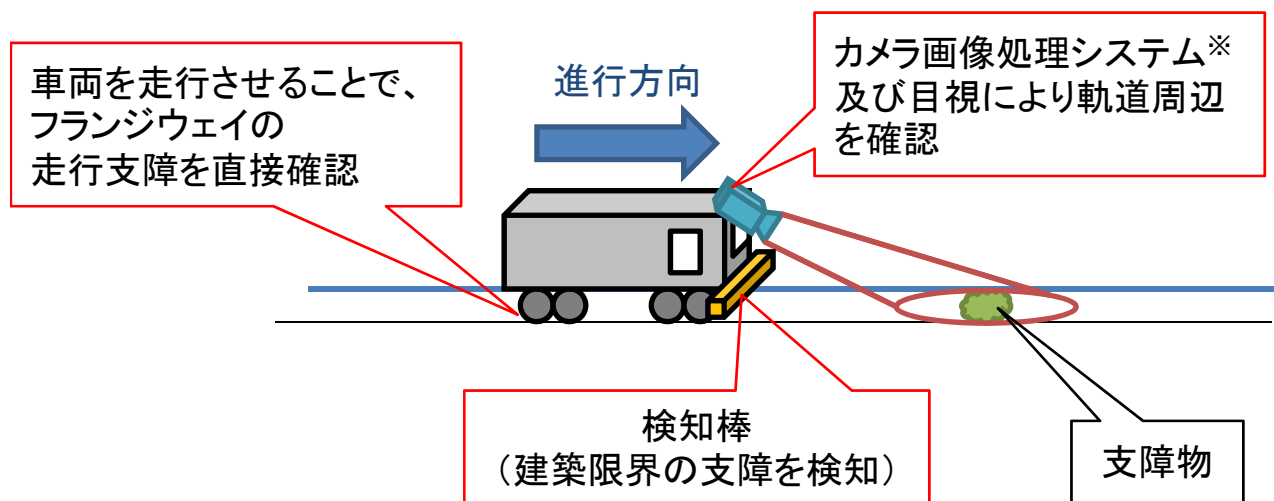 車両を走行させることで、
フランジウェイの
走行支障を直接確認
進行方向
カメラ画像処理システム※
及び目視により軌道周辺
を確認
検知棒
（建築限界の支障を検知）
支障物